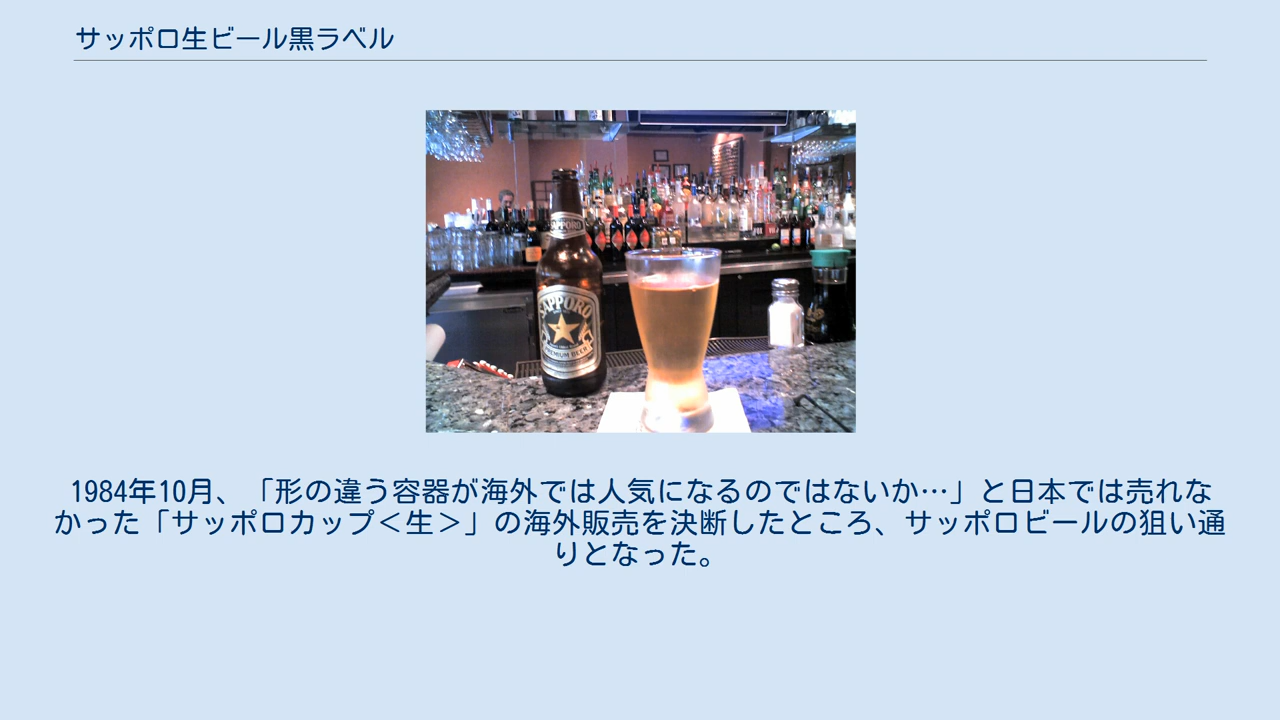 サッポロ生ビール黒ラベル
SAPPORO
SAPPORO
PREMIUM BEER
1984年10月、「形の違う容器が海外では人気になるのではないか…」と日本では売れな
かった「サッポロカップ＜生＞」の海外販売を決断したところ、サッポロビールの狙い通
りとなった。